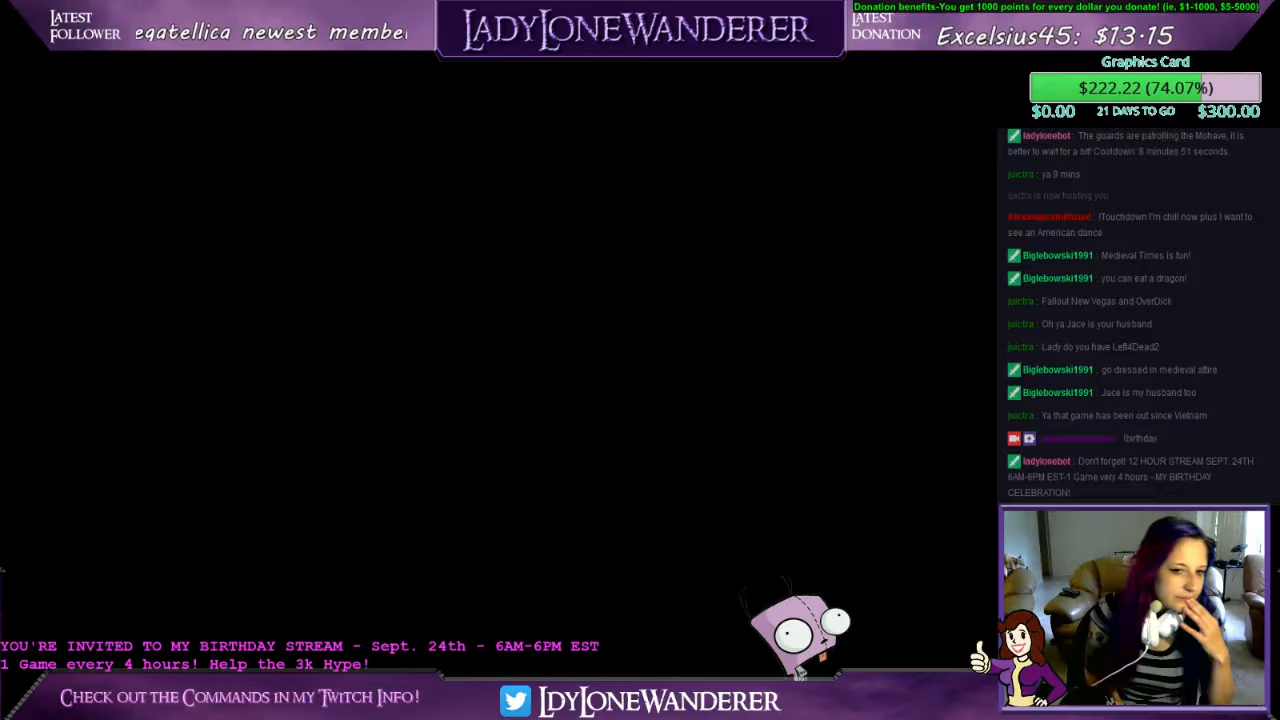 LATEST FOLLOWER
egatellica newest membe
LADYLONEWANDERER
Donation benefits-You get 1000 points for every dollar you donate! (ie. $1-1000, $5-5000)
LATEST DONATION
Excelsius45: $13.15
Graphics Card
$222.22 (74.07%)
$0.00 21 DAYS TO GO $300.00
ladylonebot : The guards are patrolling the Mohave, it is
better to wait for a bit! Cooldown: 8 minutes 51 seconds.
juictra : ya 9 mins
juictra is now hosting you.
!Touchdown I'm chill now plus I want to
see an American dance
Biglebowski1991 : Medieval Times is fun!
Biglebowski1991 : you can eat a dragon!
juictra : Fallout New Vegas and OverDick
juictra : Oh ya Jace is your husband
juictra : Lady do you have Left4Dead2
Biglebowski1991 : go dressed in medieval attire
Biglebowski1991 : Jace is my husband too
juictra : Ya that game has been out since Vietnam
!birthday
ladylonebot : Don't forget! 12 HOUR STREAM SEPT. 24TH
6AM-6PM EST-1 Game very 4 hours - MY BIRTHDAY
CELEBRATION!
YOU'RE INVITED TO MY BIRTHDAY STREAM - Sept. 24th - 6AM-6PM EST
1 Game every 4 hours! Help the 3k Hype!
CHECK OUT THE COMMANDS IN MY TWITCH INFO!
LDYLONEWANDERER